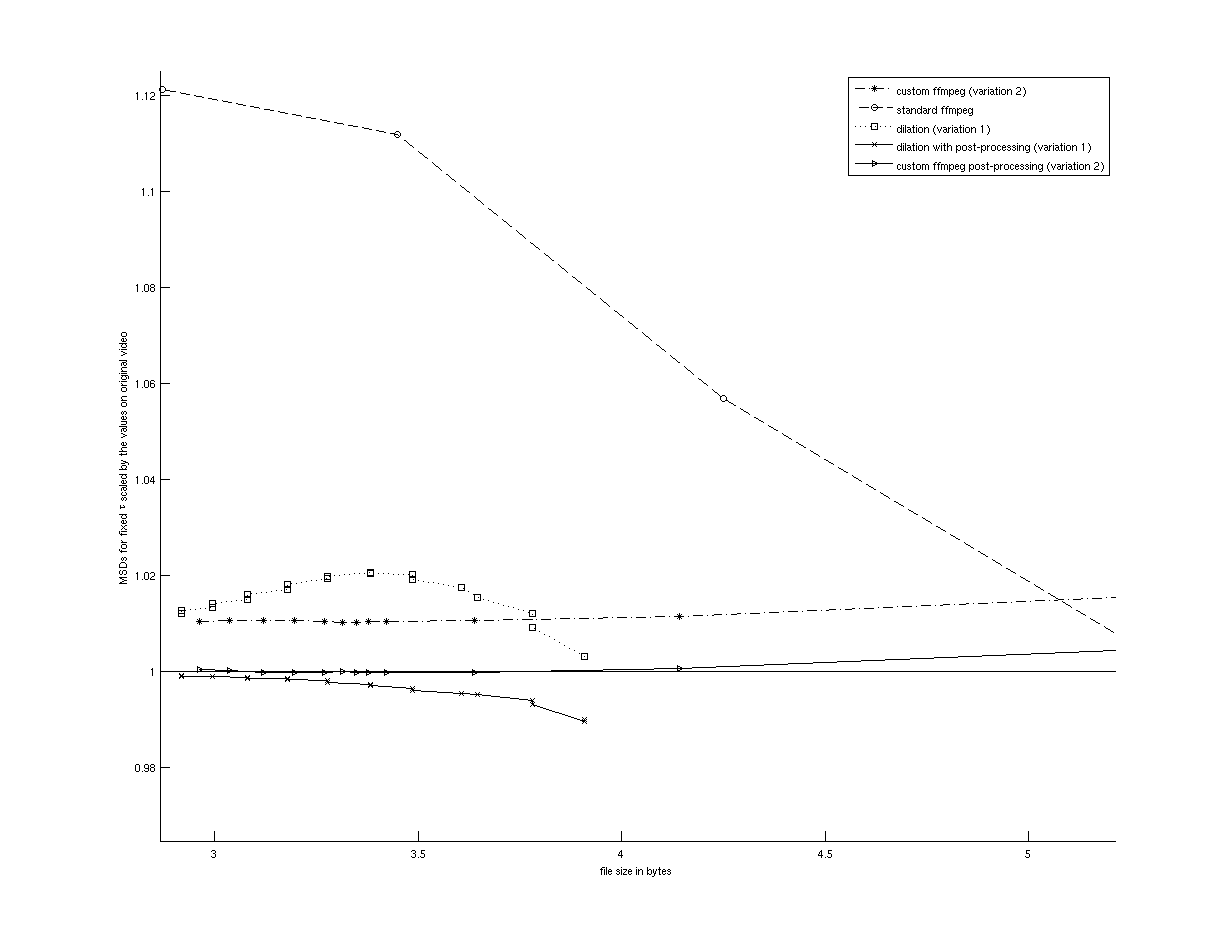 1.12
1.1
1.08
1.06
1.04
1.02
1
0.98
MSDs for fixed τ scaled by the values on original video
custom ffmpeg (variation 2)
standard ffmpeg
dilation (variation 1)
dilation with post-processing (variation 1)
custom ffmpeg post-processing (variation 2)
3 3.5 4 4.5 5
file size in bytes